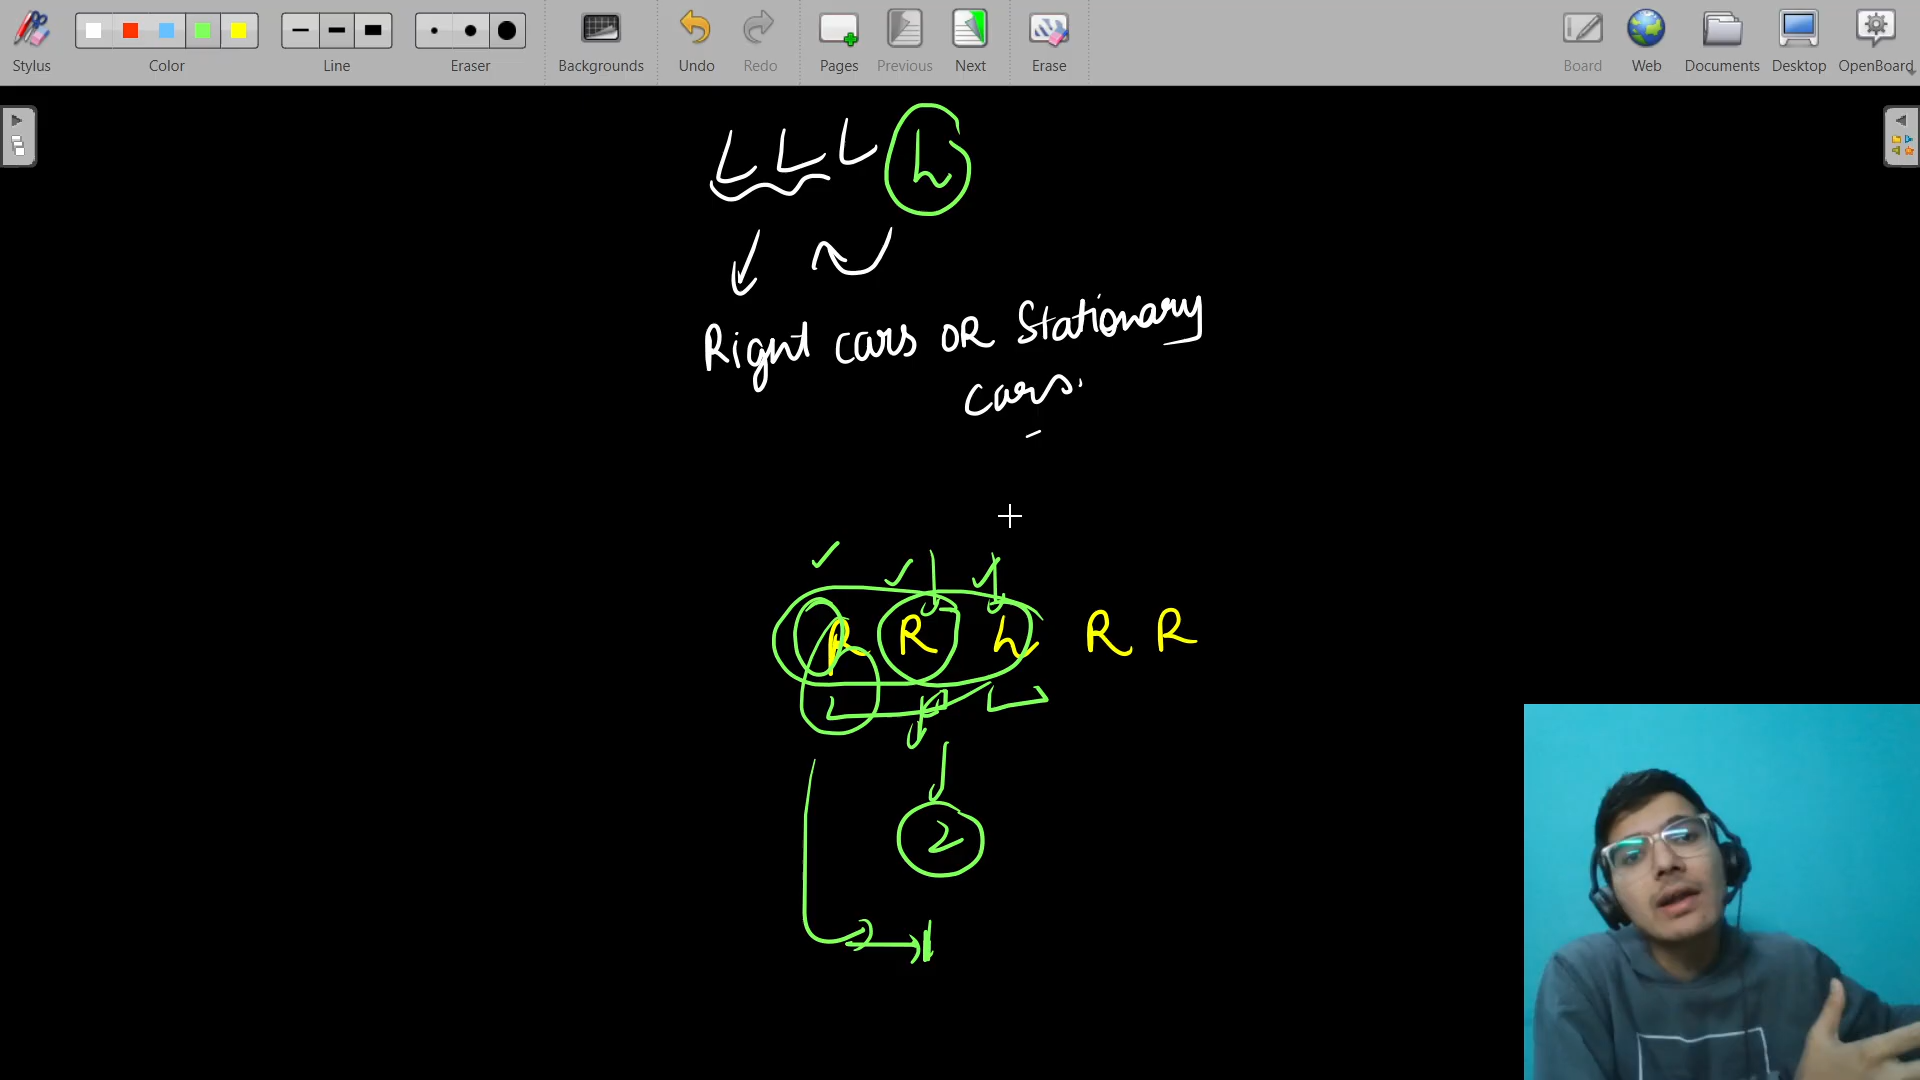 Stylus Color Line Eraser Backgrounds Undo Redo Pages Previous Next Erase Board Web Documents Desktop OpenBoard
L L L L
Right cars OR Stationary
cars.
R R L R R
2